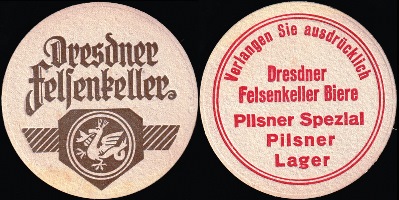 Dresdner
Felsenkeller
Verlangen Sie ausdrücklich
Dresdner
Felsenkeller Biere
Pilsner Spezial
Pilsner
Lager